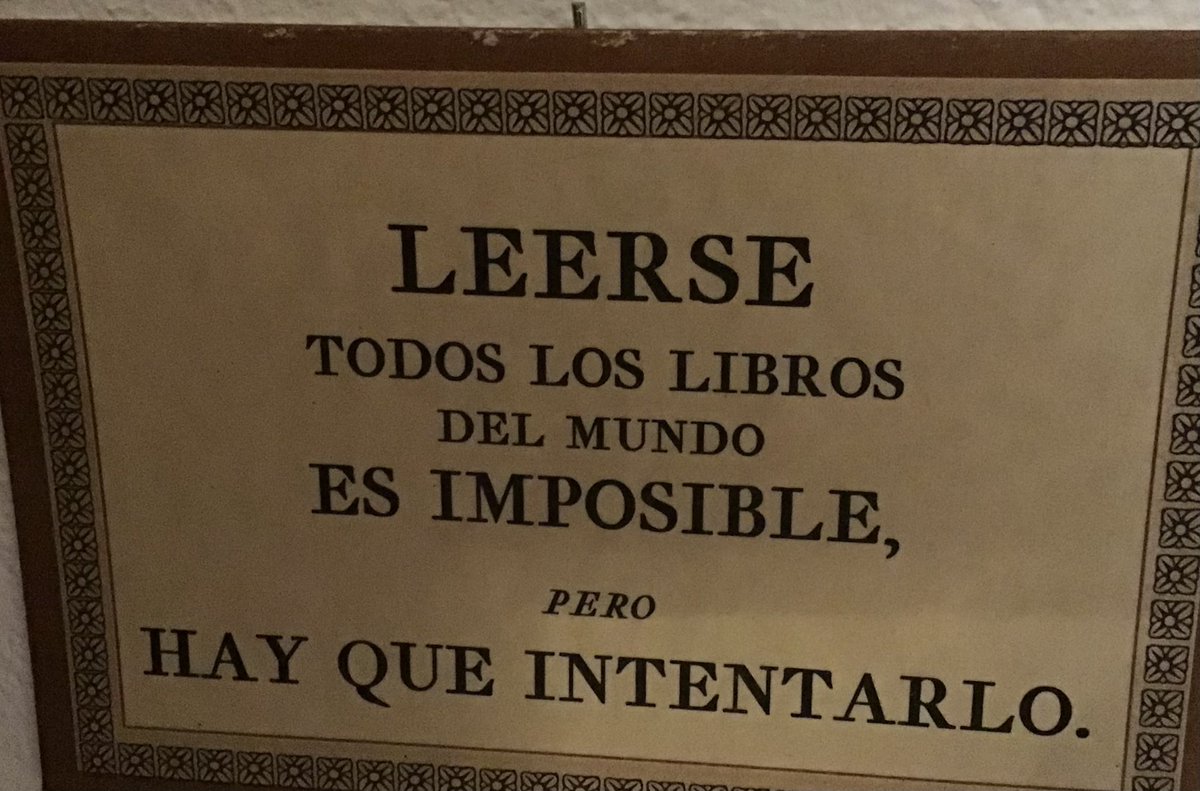 LEERSE
TODOS LOS LIBROS
DEL MUNDO
ES IMPOSIBLE,
PERO
HAY QUE INTENTARLO.